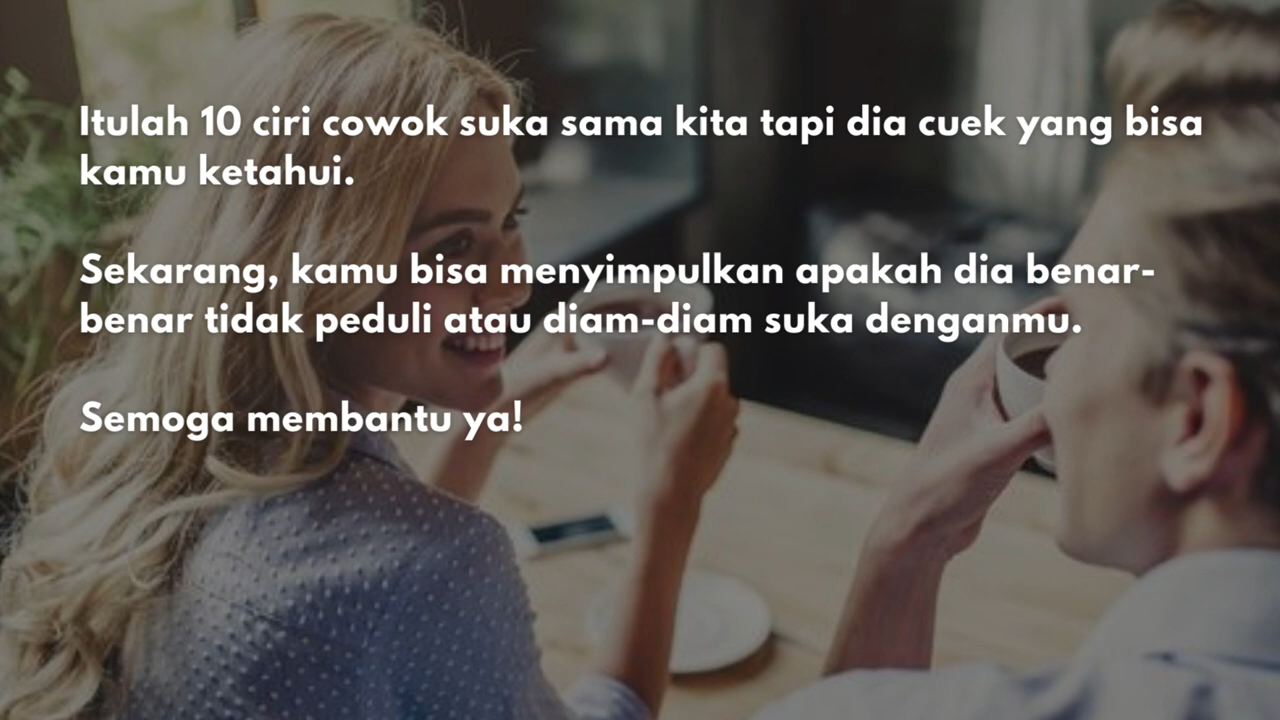 Itulah 10 ciri cowok suka sama kita tapi dia cuek yang bisa
kamu ketahui.
Sekarang, kamu bisa menyimpulkan apakah dia benar-
benar tidak peduli atau diam-diam suka denganmu.
Semoga membantu ya!